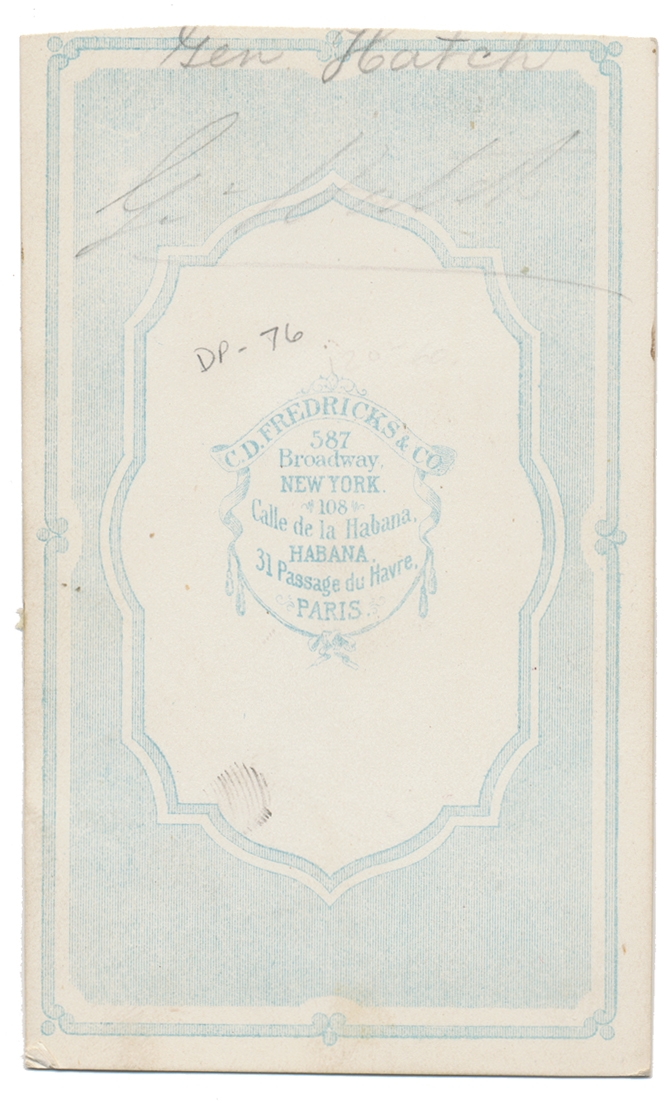 Gen Hatch
DP-76
C.D. FREDRICKS & CO
587
Broadway,
NEW YORK.
108
Calle de la Habana,
HABANA,
31 Passage du Havre,
PARIS.